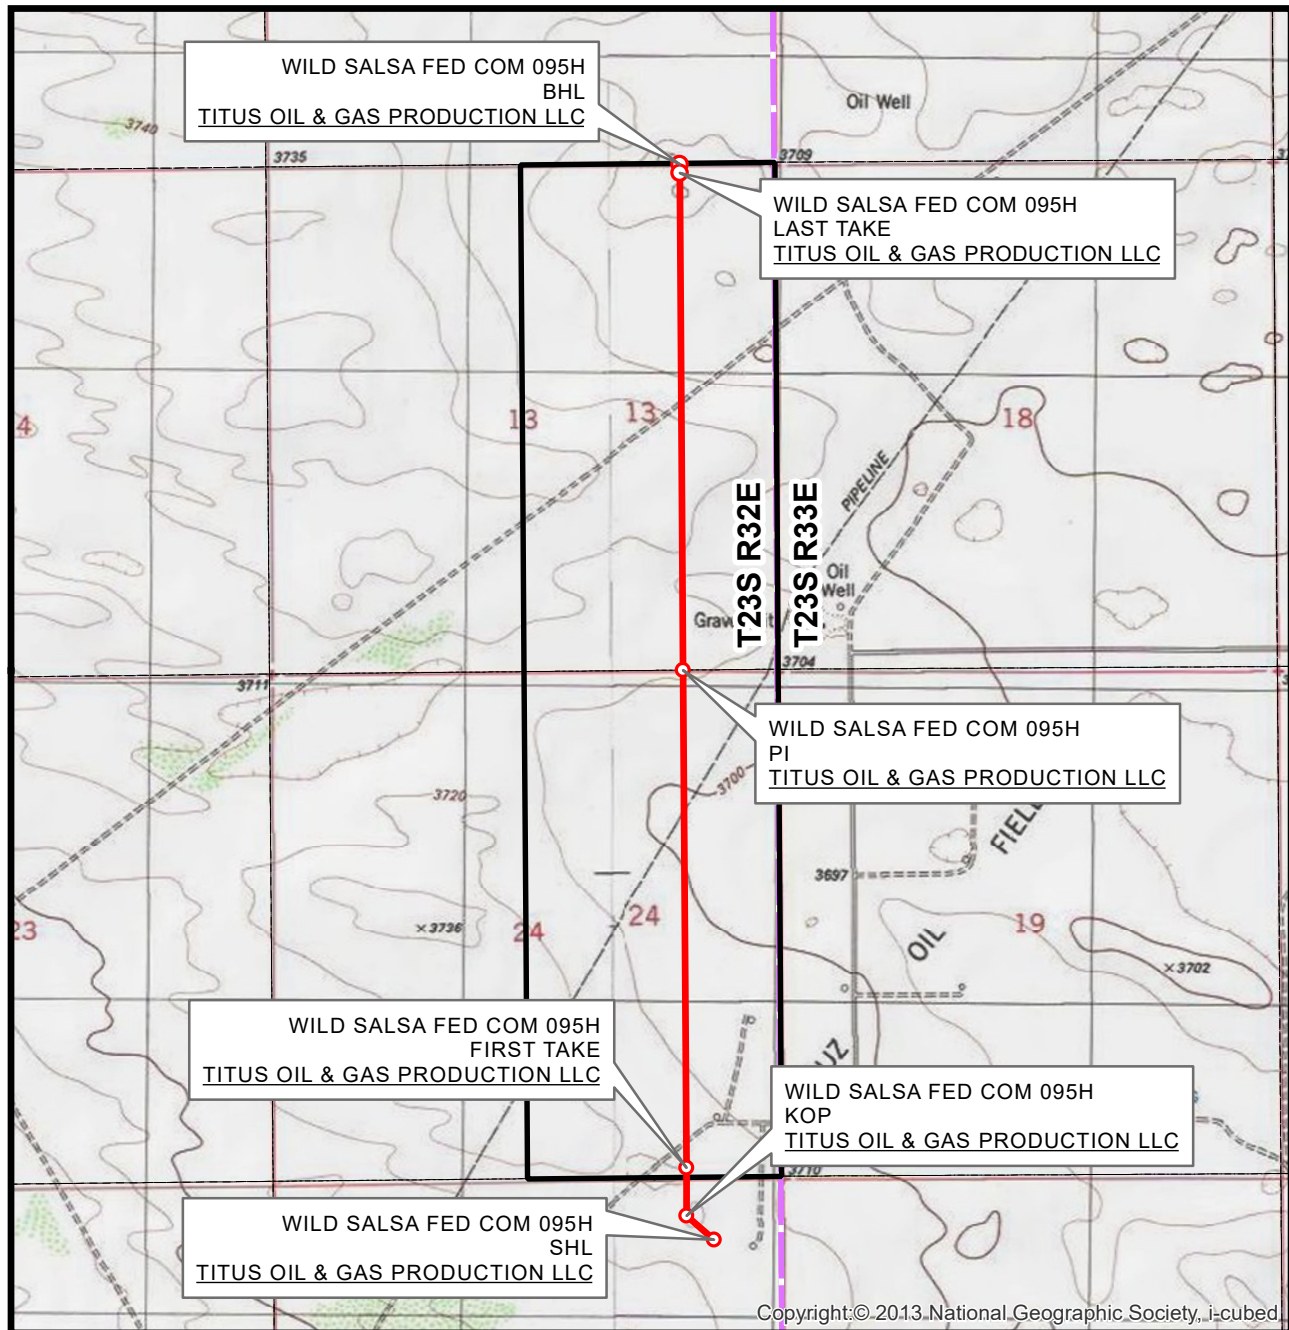 WILD SALSA FED COM 095H
BHL
TITUS OIL & GAS PRODUCTION LLC
Oil Well
3740
3735
3709
WILD SALSA FED COM 095H
LAST TAKE
TITUS OIL & GAS PRODUCTION LLC
4
13
13
18
PIPELINE
T23S R32E
T23S R33E
Oil
Well
3704
3711
WILD SALSA FED COM 095H
PI
TITUS OIL & GAS PRODUCTION LLC
3700
3720
FIELD
3697
23
3736
24
24
OIL
19
3702
WILD SALSA FED COM 095H
FIRST TAKE
TITUS OIL & GAS PRODUCTION LLC
UZ
WILD SALSA FED COM 095H
KOP
TITUS OIL & GAS PRODUCTION LLC
3710
WILD SALSA FED COM 095H
SHL
TITUS OIL & GAS PRODUCTION LLC
Copyright:© 2013 National Geographic Society, i-cubed